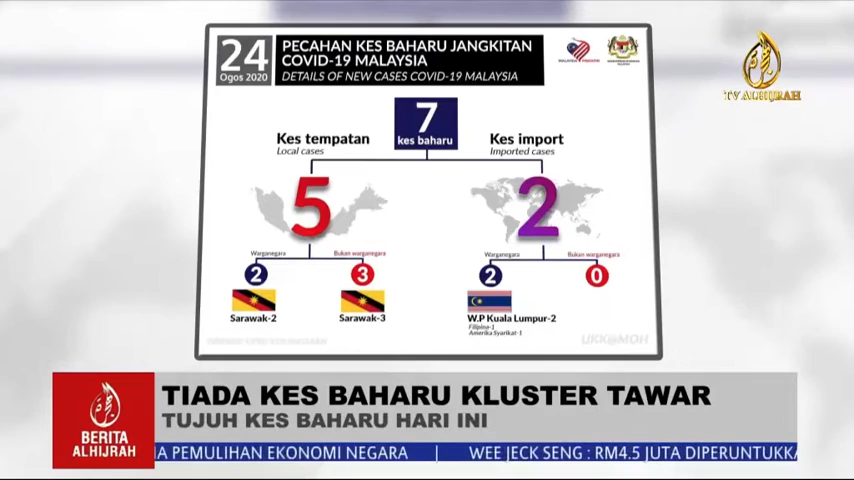 24
Ogos 2020
PECAHAN KES BAHARU JANGKITAN
COVID-19 MALAYSIA
DETAILS OF NEW CASES COVID-19 MALAYSIA
TV ALHIJRAH
7
kes baharu
Kes tempatan
Local cases
Kes import
Imported cases
5
2
Warganegara
Bukan warganegara
Warganegara
Bukan warganegara
2
3
2
0
Sarawak-2
Sarawak-3
W.P Kuala Lumpur-2
Filipina-1
Amerika Syarikat-1
UKK@MOH
TIADA KES BAHARU KLUSTER TAWAR
TUJUH KES BAHARU HARI INI
BERITA
ALHIJRAH
A PEMULIHAN EKONOMI NEGARA | WEE JECK SENG : RM4.5 JUTA DIPERUNTUKKA